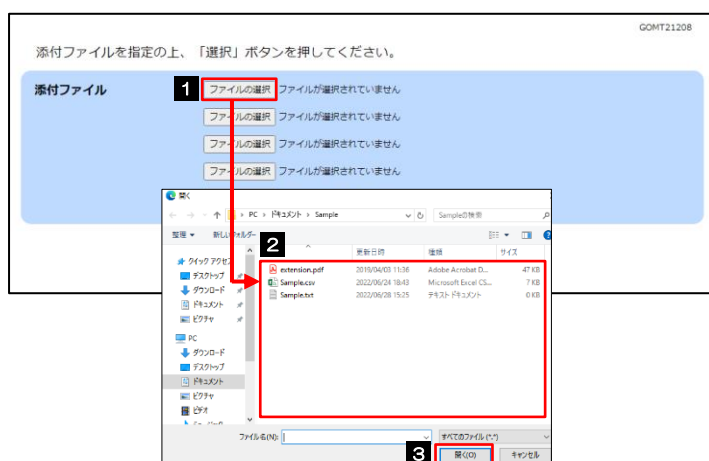 GOMT21208
添付ファイルを指定の上、「選択」ボタンを押してください。
添付ファイル
1
ファイルの選択 ファイルが選択されていません
ファイルの選択 ファイルが選択されていません
ファイルの選択 ファイルが選択されていません
ファイルの選択 ファイルが選択されていません
開く
> PC > ドキュメント > Sample
Sampleの検索
整理
新しいフォルダー
2
更新日時 種類 サイズ
extension.pdf 2019/04/03 11:36 Adobe Acrobat D... 47 KB
Sample.csv 2022/06/24 18:43 Microsoft Excel CS... 7 KB
Sample.txt 2022/06/28 15:25 テキスト ドキュメント 0 KB
クイック アクセス
デスクトップ
ダウンロード
ドキュメント
ピクチャ
PC
ダウンロード
デスクトップ
ドキュメント
ピクチャ
ビデオ
ファイル名(N):
すべてのファイル (*.*)
3
開く(O)
キャンセル